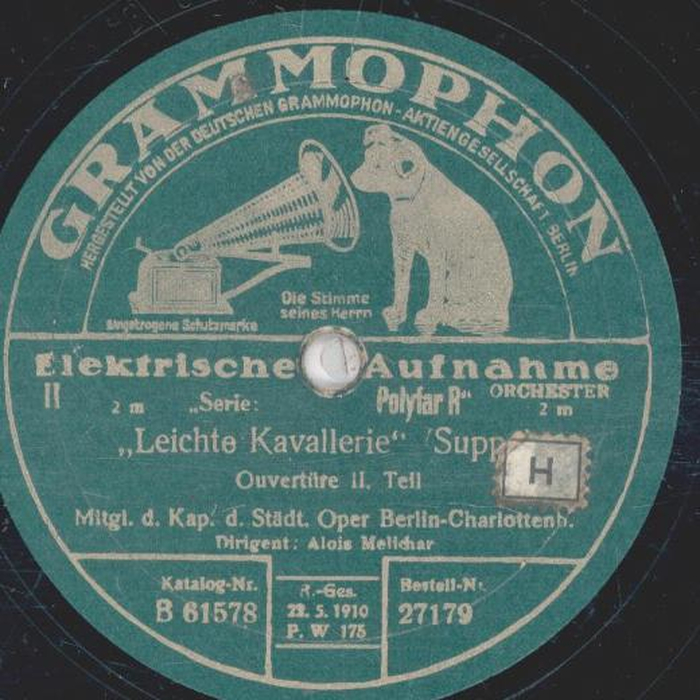 GRAMMOPHON
HERGESTELLT VON DER DEUTSCHEN GRAMMOPHON - AKTIENGESELLSCHAFT BERLIN
Die Stimme
seines Herrn
Eingetragene Schutzmarke
Elektrische Aufnahme
II 2 m „Serie: Polyfar R“ ORCHESTER 2 m
„Leichte Kavallerie“
H
Ouvertüre II. Teil
Mitgl. d. Kap. d. Städt. Oper Berlin-Charlottenb.
Dirigent: Alois Melichar
Katalog-Nr.
B 61578
R.-Ges.
22. 5. 1910
P. W 175
Bestell-Nr.
27179